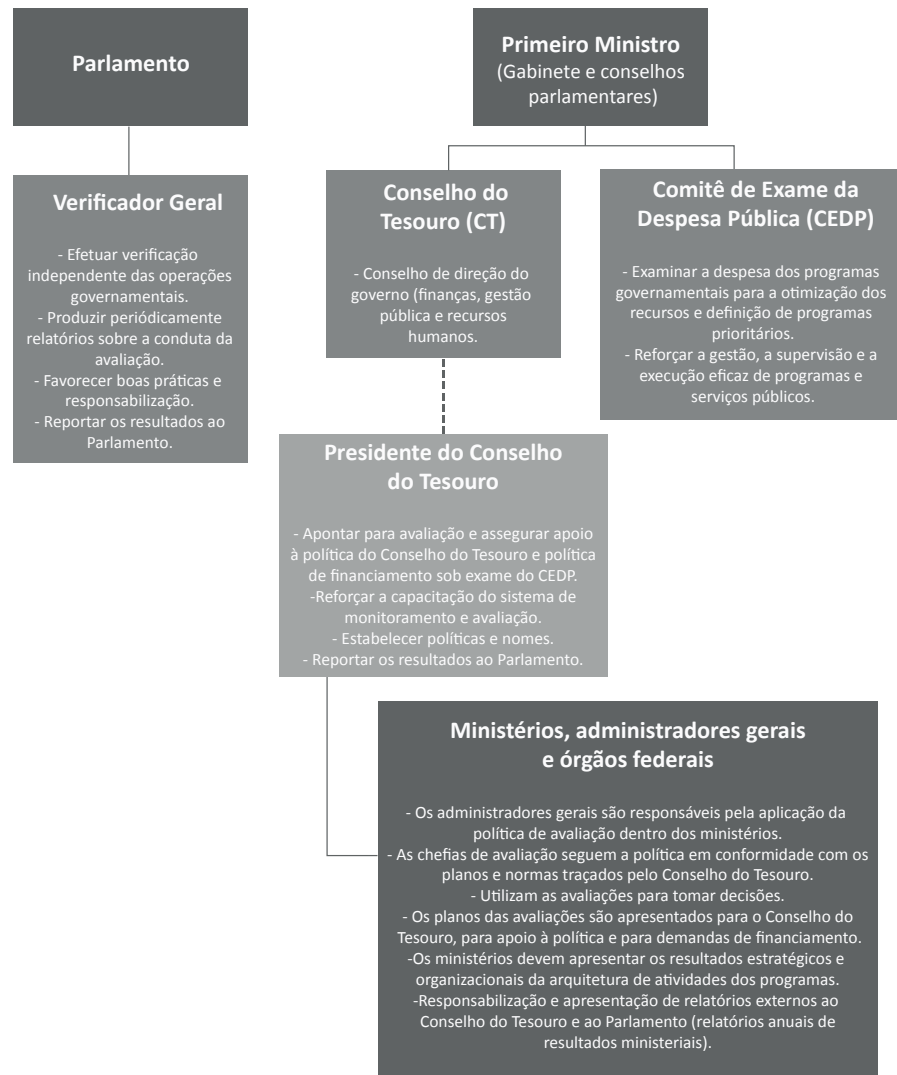 Parlamento
Primeiro Ministro
(Gabinete e conselhos
parlamentares)
Verificador Geral
- Efetuar verificação
independente das operações
governamentais.
- Produzir periódicamente
relatórios sobre a conduta da
avaliação.
- Favorecer boas práticas e
responsabilização.
- Reportar os resultados ao
Parlamento.
Conselho do
Tesouro (CT)
- Conselho de direção do
governo (finanças, gestão
pública e recursos
humanos.
Comitê de Exame da
Despesa Pública (CEDP)
- Examinar a despesa dos programas
governamentais para a otimização dos
recursos e definição de programas
prioritários.
- Reforçar a gestão, a supervisão e a
execução eficaz de programas e
serviços públicos.
Presidente do Conselho
do Tesouro
- Apontar para avaliação e assegurar apoio
à política do Conselho do Tesouro e política
de financiamento sob exame do CEDP.
-Reforçar a capacitação do sistema de
monitoramento e avaliação.
- Estabelecer políticas e nomes.
- Reportar os resultados ao Parlamento.
Ministérios, administradores gerais
e órgãos federais
- Os administradores gerais são responsáveis pela aplicação da
política de avaliação dentro dos ministérios.
- As chefias de avaliação seguem a política em conformidade com os
planos e normas traçados pelo Conselho do Tesouro.
- Utilizam as avaliações para tomar decisões.
- Os planos das avaliações são apresentados para o Conselho do
Tesouro, para apoio à política e para demandas de financiamento.
-Os ministérios devem apresentar os resultados estratégicos e
organizacionais da arquitetura de atividades dos programas.
-Responsabilização e apresentação de relatórios externos ao
Conselho do Tesouro e ao Parlamento (relatórios anuais de
resultados ministeriais).